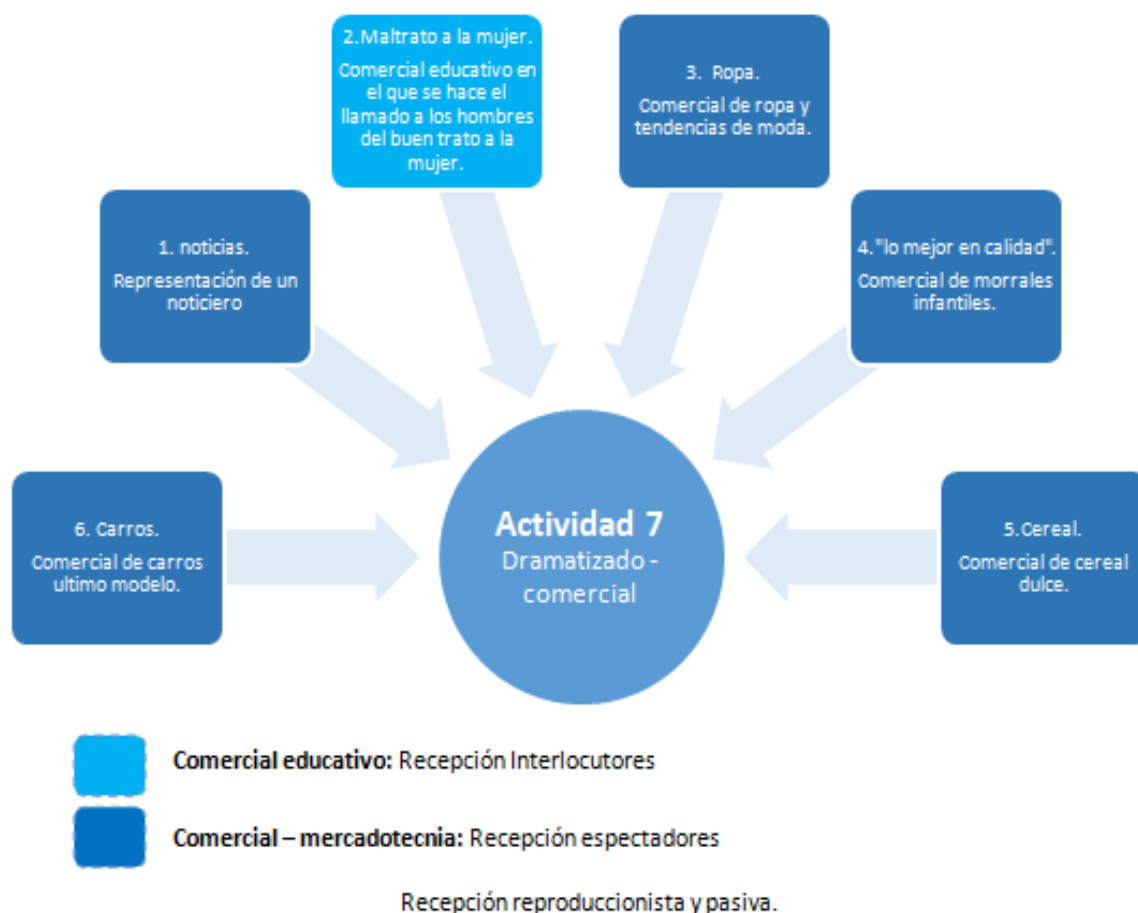 2.Maltrato a la mujer.
Comercial educativo en
el que se hace el
llamado a los hombres
del buen trato a la
mujer.
3. Ropa.
Comercial de ropa y
tendencias de moda.
1. noticias.
Representación de un
noticiero
4."lo mejor en calidad".
Comercial de morrales
infantiles.
6. Carros.
Comercial de carros
ultimo modelo.
Actividad 7
Dramatizado -
comercial
5.Cereal.
Comercial de cereal
dulce.
Comercial educativo: Recepción Interlocutores
Comercial – mercadotecnia: Recepción espectadores
Recepción reproduccionista y pasiva.